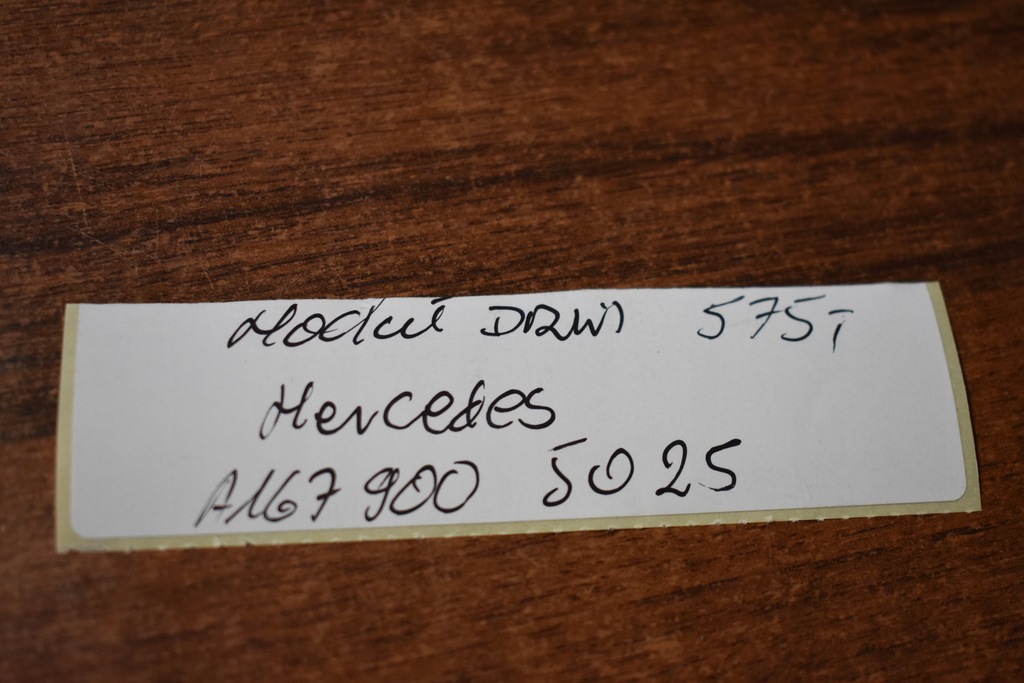 Moduł DRZWI 575T
Mercedes
A167 900 5025